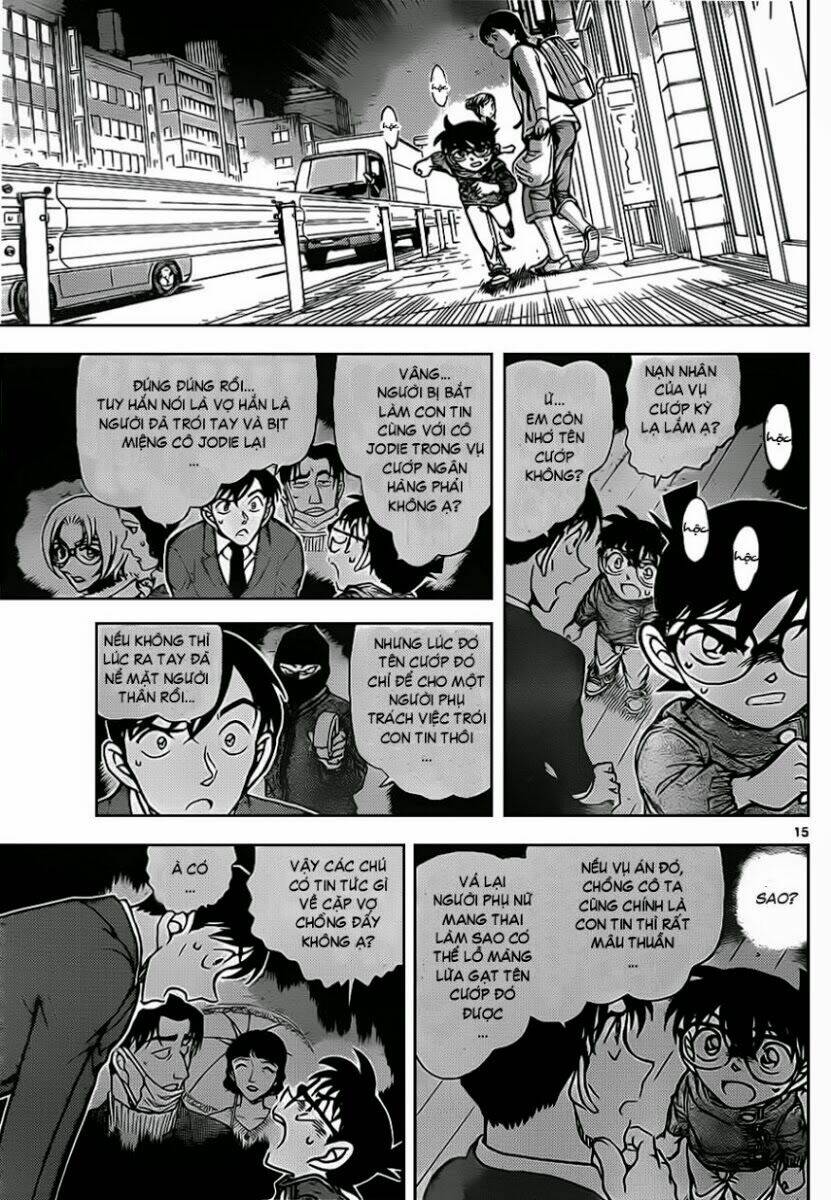 hộc
hộc
hộc
NẠN NHÂN
CỦA VỤ
CƯỚP KỲ
LẠ LẮM Ạ?
Ừ...
EM CÒN
NHỚ TÊN
CƯỚP
KHÔNG?
hộc
hộc
hộc
VÂNG...
NGƯỜI BỊ BẮT
LÀM CON TIN
CÙNG VỚI CÔ
JODIE TRONG VỤ
CƯỚP NGÂN
HÀNG PHẢI
KHÔNG Ạ?
ĐÚNG ĐÚNG RỒI...
TUY HẮN NÓI LÀ VỢ HẮN LÀ
NGƯỜI ĐÃ TRÓI TAY VÀ BỊT
MIỆNG CÔ JODIE LẠI
...
NHƯNG LÚC ĐÓ
TÊN CƯỚP ĐÓ
CHỈ ĐỂ CHO MỘT
NGƯỜI PHỤ
TRÁCH VIỆC TRÓI
CON TIN THÔI
...
NẾU KHÔNG THÌ
LÚC RA TAY ĐÃ
NỂ MẶT NGƯỜI
THÂN RỒI...
15
SAO?
NẾU VỤ ÁN ĐÓ,
CHỒNG CÔ TA
CŨNG CHÍNH LÀ
CON TIN THÌ RẤT
MÂU THUẪN
...
VẢ LẠI
NGƯỜI PHỤ NỮ
MANG THAI
LÀM SAO CÓ
THỂ LỖ MÃNG
LỪA GẠT TÊN
CƯỚP ĐÓ
ĐƯỢC
...
VẬY CÁC CHÚ
CÓ TIN TỨC GÌ
VỀ CẶP VỢ
CHỒNG ĐẤY
KHÔNG Ạ?
À CÓ
...